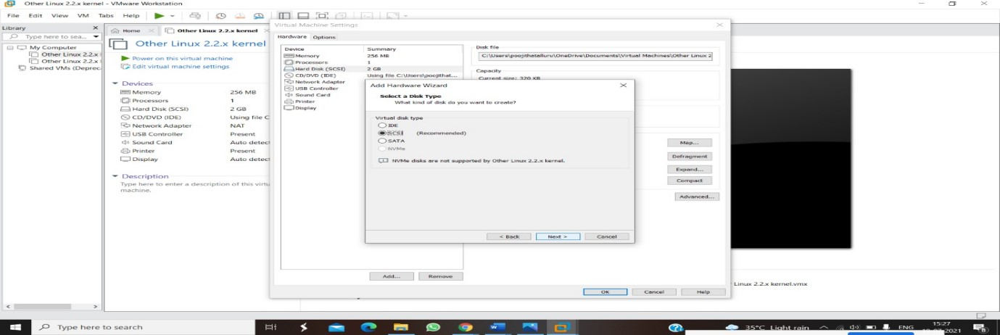 Other Linux 2.2.x kernel - VMware Workstation
File Edit View VM Tabs Help
Library
Type here to sea...
My Computer
Other Linux 2.2.x
Other Linux 2.2.x
Shared VMs (Deprec
Home
Other Linux 2.2.x kernel
Other Linux 2.2.x kernel
Power on this virtual machine
Edit virtual machine settings
Devices
Memory 256 MB
Processors 1
Hard Disk (SCSI) 2 GB
CD/DVD (IDE) Using file C
Network Adapter NAT
USB Controller Present
Sound Card Auto detect
Printer Present
Display Auto detect
Description
Type here to enter a description of this virtu
machine.
Virtual Machine Settings
Hardware Options
Device Summary
Memory 256 MB
Processors 1
Hard Disk (SCSI) 2 GB
CD/DVD (IDE) Using file C:\Users\poojithat...
Network Adapter
USB Controller
Sound Card
Printer
Display
Add... Remove
Disk file
C:\Users\poojithatalluru\OneDrive\Documents\Virtual Machines\Other Linux 2
Capacity
Current size: 320 KB
Map...
Defragment
Expand...
Compact
Advanced...
OK Cancel Help
Add Hardware Wizard
Select a Disk Type
What kind of disk do you want to create?
Virtual disk type
IDE
SCSI (Recommended)
SATA
NVMe
NVMe disks are not supported by Other Linux 2.2.x kernel.
< Back Next > Cancel
Linux 2.2.x kernel.vmx
Type here to search
35°C Light rain
ENG
15:27